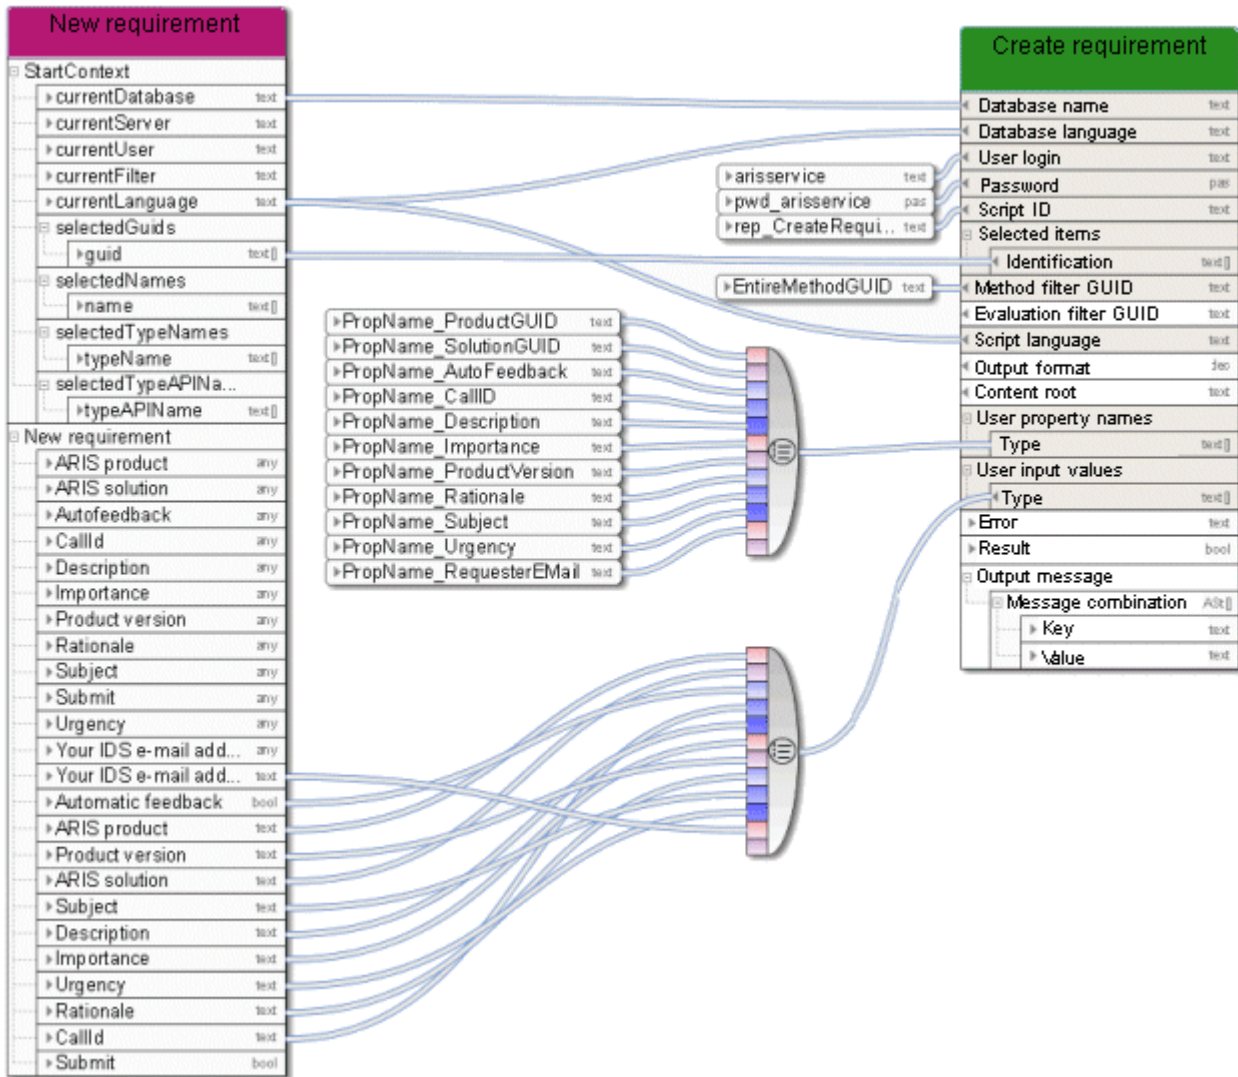 New requirement
StartContext
currentDatabase text
currentServer text
currentUser text
currentFilter text
currentLanguage text
selectedGuids
guid text[]
selectedNames
name text[]
selectedTypeNames
typeName text[]
selectedTypeAPINa...
typeAPIName text[]
New requirement
ARIS product any
ARIS solution any
Autofeedback any
CallId any
Description any
Importance any
Product version any
Rationale any
Subject any
Submit any
Urgency any
Your IDS e-mail add... any
Your IDS e-mail add... text
Automatic feedback bool
ARIS product text
Product version text
ARIS solution text
Subject text
Description text
Importance text
Urgency text
Rationale text
CallId text
Submit bool
arisservice text
pwd_arisservice pas
rep_CreateRequi... text
EntireMethodGUID text
PropName_ProductGUID text
PropName_SolutionGUID text
PropName_AutoFeedback text
PropName_CallID text
PropName_Description text
PropName_Importance text
PropName_ProductVersion text
PropName_Rationale text
PropName_Subject text
PropName_Urgency text
PropName_RequesterEMail text
Create requirement
Database name text
Database language text
User login text
Password pas
Script ID text
Selected items
Identification text[]
Method filter GUID text
Evaluation filter GUID text
Script language text
Output format
Content root text
User property names
Type text[]
User input values
Type text[]
Error text
Result bool
Output message
Message combination
Key text
Value text